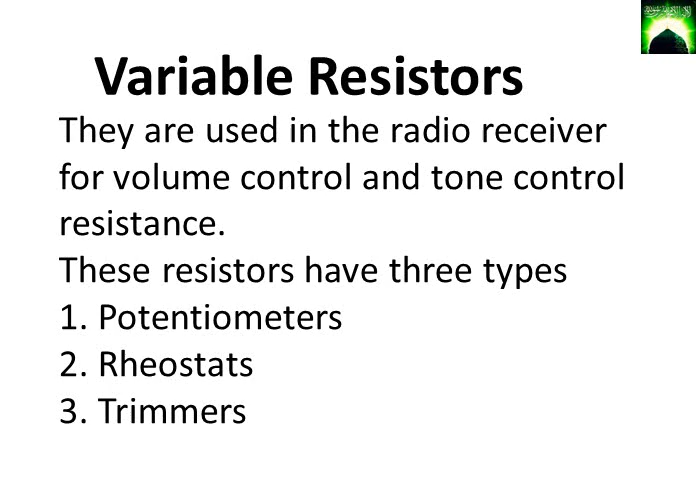 Variable Resistors
They are used in the radio receiver
for volume control and tone control
resistance.
These resistors have three types
1. Potentiometers
2. Rheostats
3. Trimmers